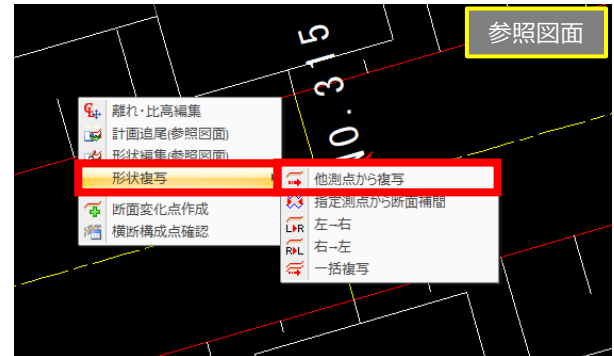 参照図面
NO.315
離れ・比高編集
計画追尾(参照図面)
形状編集(参照図面)
形状複写
断面変化点作成
横断構成点確認
他測点から複写
指定測点から断面補間
左→右
右→左
一括複写